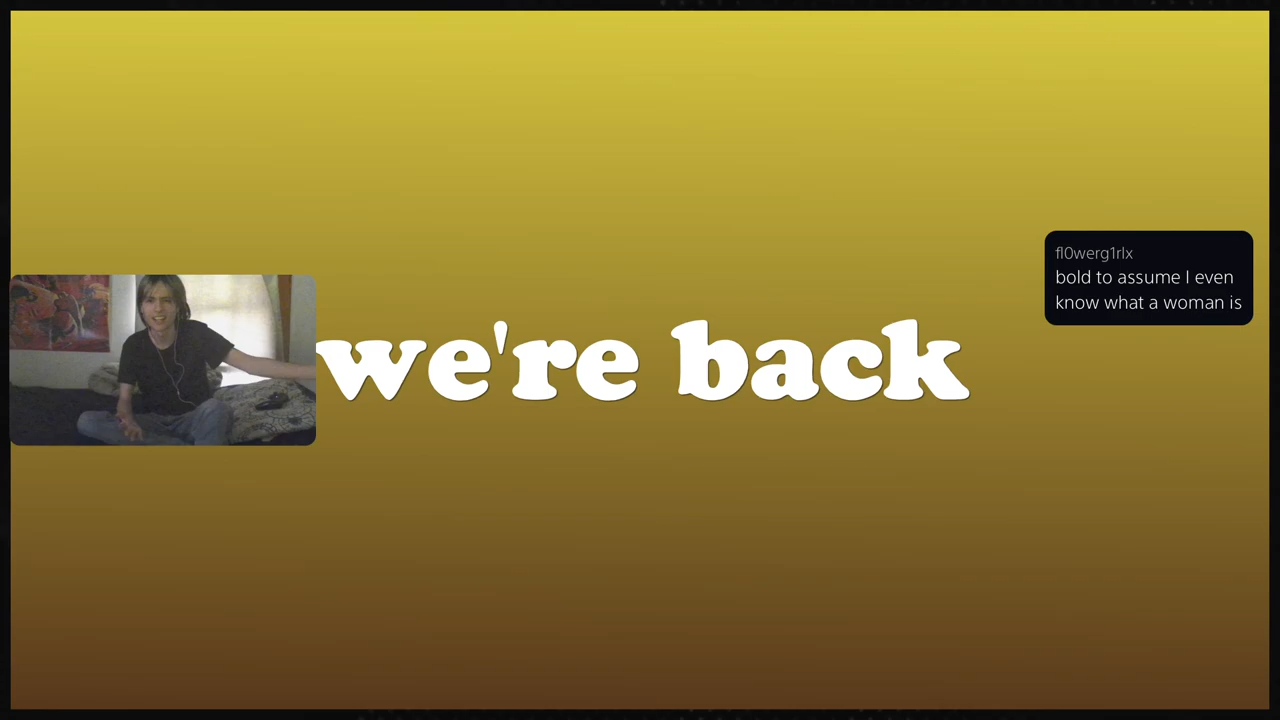 fl0werg1rlx
bold to assume I even
know what a woman is
we're back